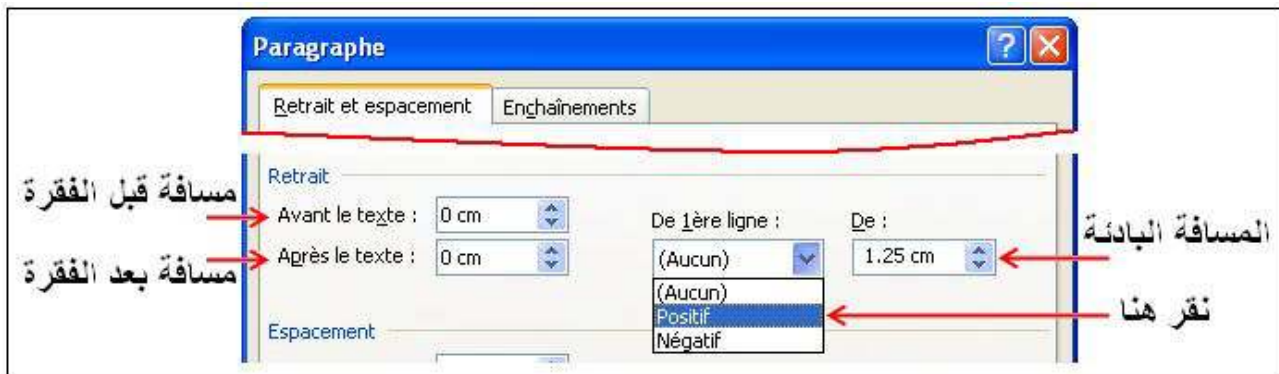 Paragraphe
Retrait et espacement
Enchaînements
Retrait
مسافة قبل الفقرة
Avant le texte : 0 cm
De 1ère ligne :
De :
المسافة البادئة
Après le texte : 0 cm
(Aucun)
1.25 cm
مسافة بعد الفقرة
(Aucun)
Positif
نقر هنا
Espacement
Négatif